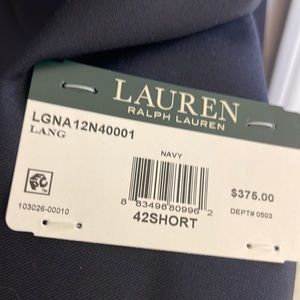 LAUREN
RALPH LAUREN
LGNA12N40001
LANG
NAVY
$375.00
8 83498 80996 2
DEPT# 0503
42SHORT
103026-00010